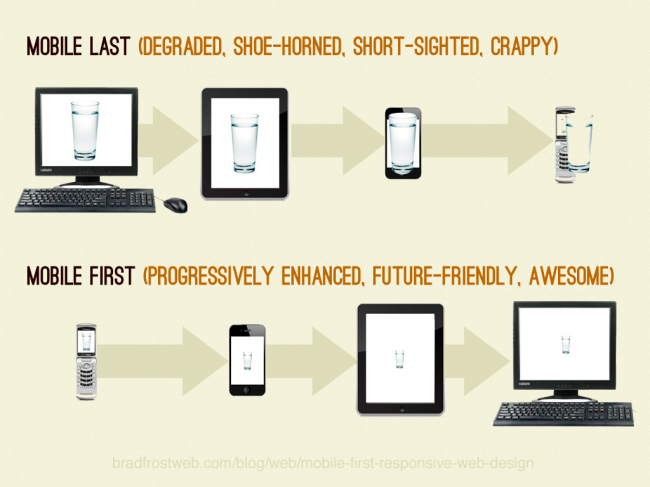 MOBILE LAST (DEGRADED, SHOE-HORNED, SHORT-SIGHTED, CRAPPY)
MOBILE FIRST (PROGRESSIVELY ENHANCED, FUTURE-FRIENDLY, AWESOME)
bradfrostweb.com/blog/web/mobile-first-responsive-web-design